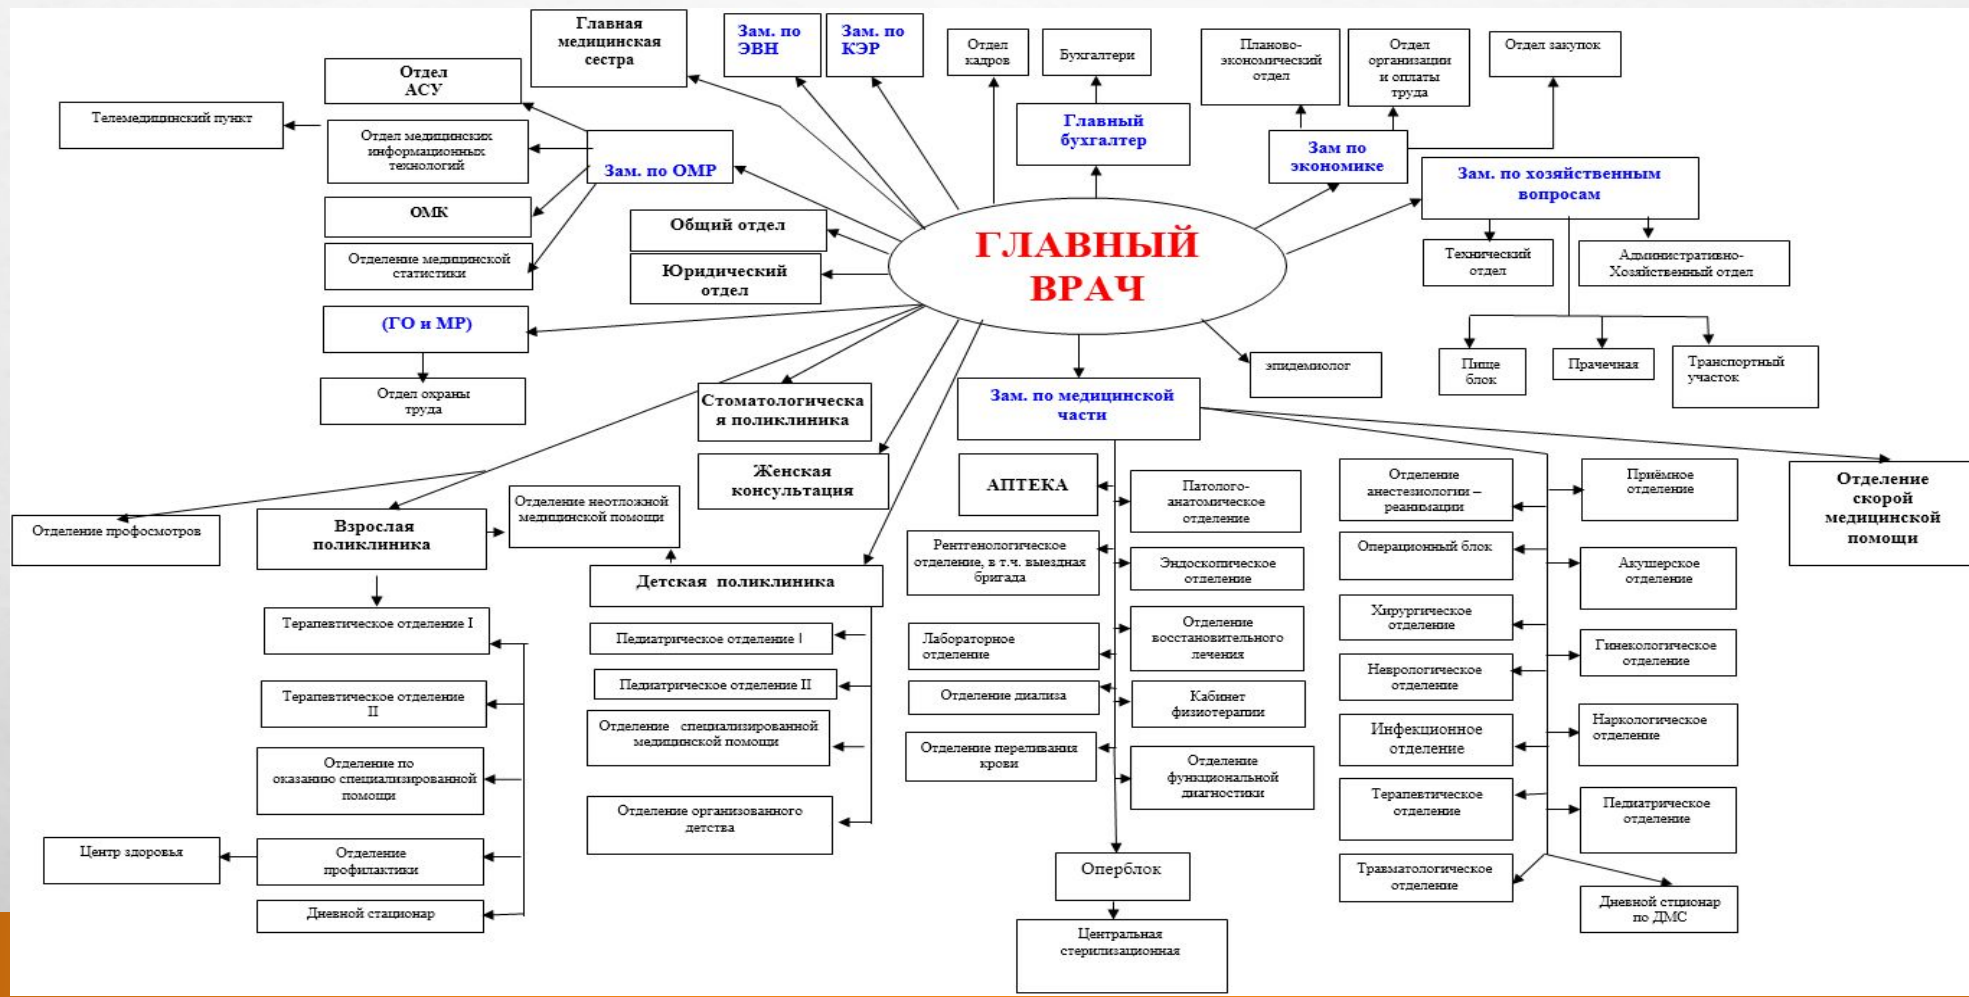 Главная
медицинская
сестра
Зам. по
ЭВН
Зам. по
КЭР
Отдел
кадров
Бухгалтери
Планово-
экономический
отдел
Отдел
организации
и оплаты
труда
Отдел закупок
Отдел
АСУ
Телемедицинский пункт
Отдел медицинских
информационных
технологий
Зам. по ОМР
Главный
бухгалтер
Зам по
экономике
Зам. по хозяйственным
вопросам
ОМК
Общий отдел
Отделение медицинской
статистики
Юридический
отдел
ГЛАВНЫЙ
ВРАЧ
Технический
отдел
Административно-
Хозяйственный отдел
(ГО и МР)
Отдел охраны
труда
эпидемиолог
Пище
блок
Прачечная
Транспортный
участок
Стоматологическа
я поликлиника
Зам. по медицинской
части
Женская
консультация
Отделение профосмотров
Взрослая
поликлиника
Отделение неотложной
медицинской помощи
Детская поликлиника
Терапевтическое отделение I
Терапевтическое отделение
II
Отделение по
оказанию специализированной
помощи
Центр здоровья
Отделение
профилактики
Дневной стационар
Педиатрическое отделение I
Педиатрическое отделение II
Отделение специализированной
медицинской помощи
Отделение организованного
детства
АПТЕКА
Патолого-
анатомическое
отделение
Рентгенологическое
отделение, в т.ч. выездная
бригада
Эндоскопическое
отделение
Лабораторное
отделение
Отделение
восстановительного
лечения
Отделение диализа
Кабинет
физиотерапии
Отделение переливания
крови
Отделение
функциональной
диагностики
Оперблок
Центральная
стерилизационная
Отделение
анестезиологии –
реанимации
Приёмное
отделение
Операционный блок
Акушерское
отделение
Хирургическое
отделение
Гинекологическое
отделение
Неврологическое
отделение
Инфекционное
отделение
Наркологическое
отделение
Терапевтическое
отделение
Педиатрическое
отделение
Травматологическое
отделение
Дневной стционар
по ДМС
Отделение
скорой
медицинской
помощи